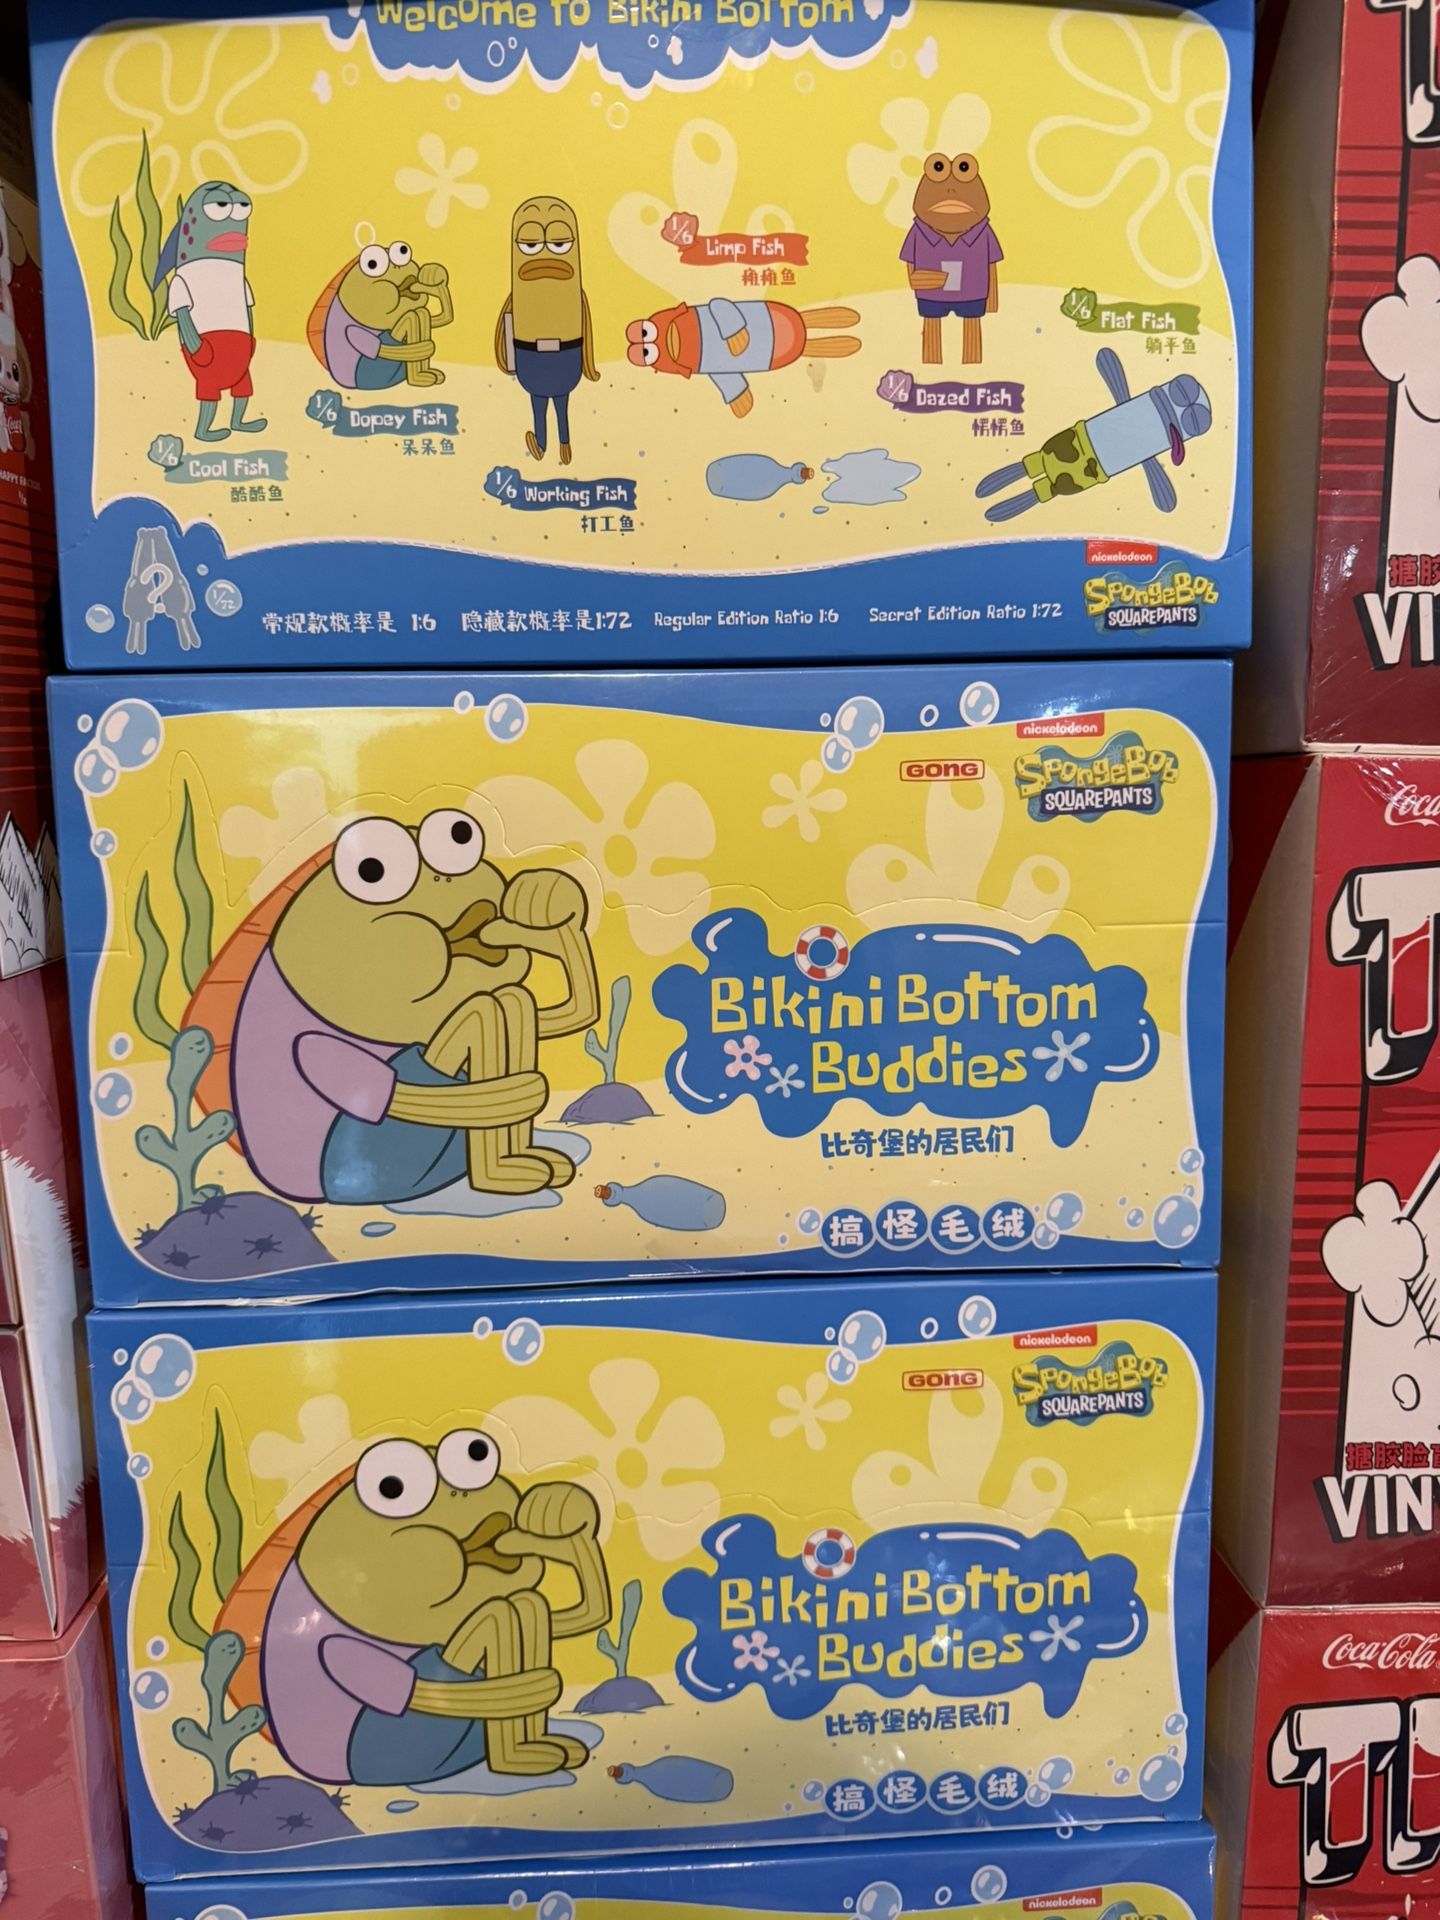 Welcome to Bikini Bottom
1/6 Limp Fish
瘫瘫鱼
1/6 Flat Fish
躺平鱼
1/6 Dazed Fish
愣愣鱼
1/6 Dopey Fish
呆呆鱼
1/6 Cool Fish
酷酷鱼
1/6 Working Fish
打工鱼
nickelodeon
SpongeBob
SQUAREPANTS
?
1/72
常规款概率是 1:6 隐藏款概率是1:72 Regular Edition Ratio 1:6 Secret Edition Ratio 1:72
nickelodeon
GONG
SpongeBob
SQUAREPANTS
Bikini Bottom
Buddies
比奇堡的居民们
搞怪毛绒
nickelodeon
GONG
SpongeBob
SQUAREPANTS
Bikini Bottom
Buddies
比奇堡的居民们
搞怪毛绒
nickelodeon
搪胶
VI
Coca
搪胶脸
VIN
Coca-Cola